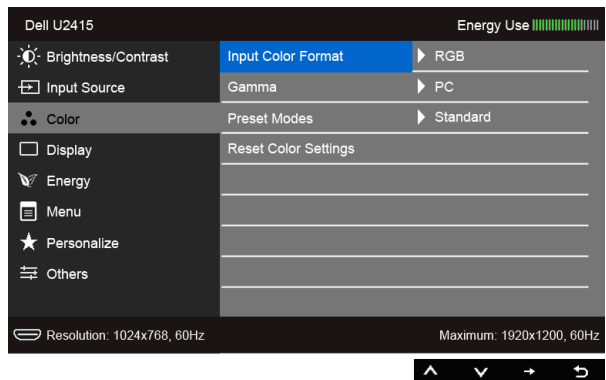 Dell U2415 Energy Use
Brightness/Contrast Input Color Format RGB
Input Source Gamma PC
Color Preset Modes Standard
Display Reset Color Settings
Energy
Menu
Personalize
Others
Resolution: 1024x768, 60Hz Maximum: 1920x1200, 60Hz